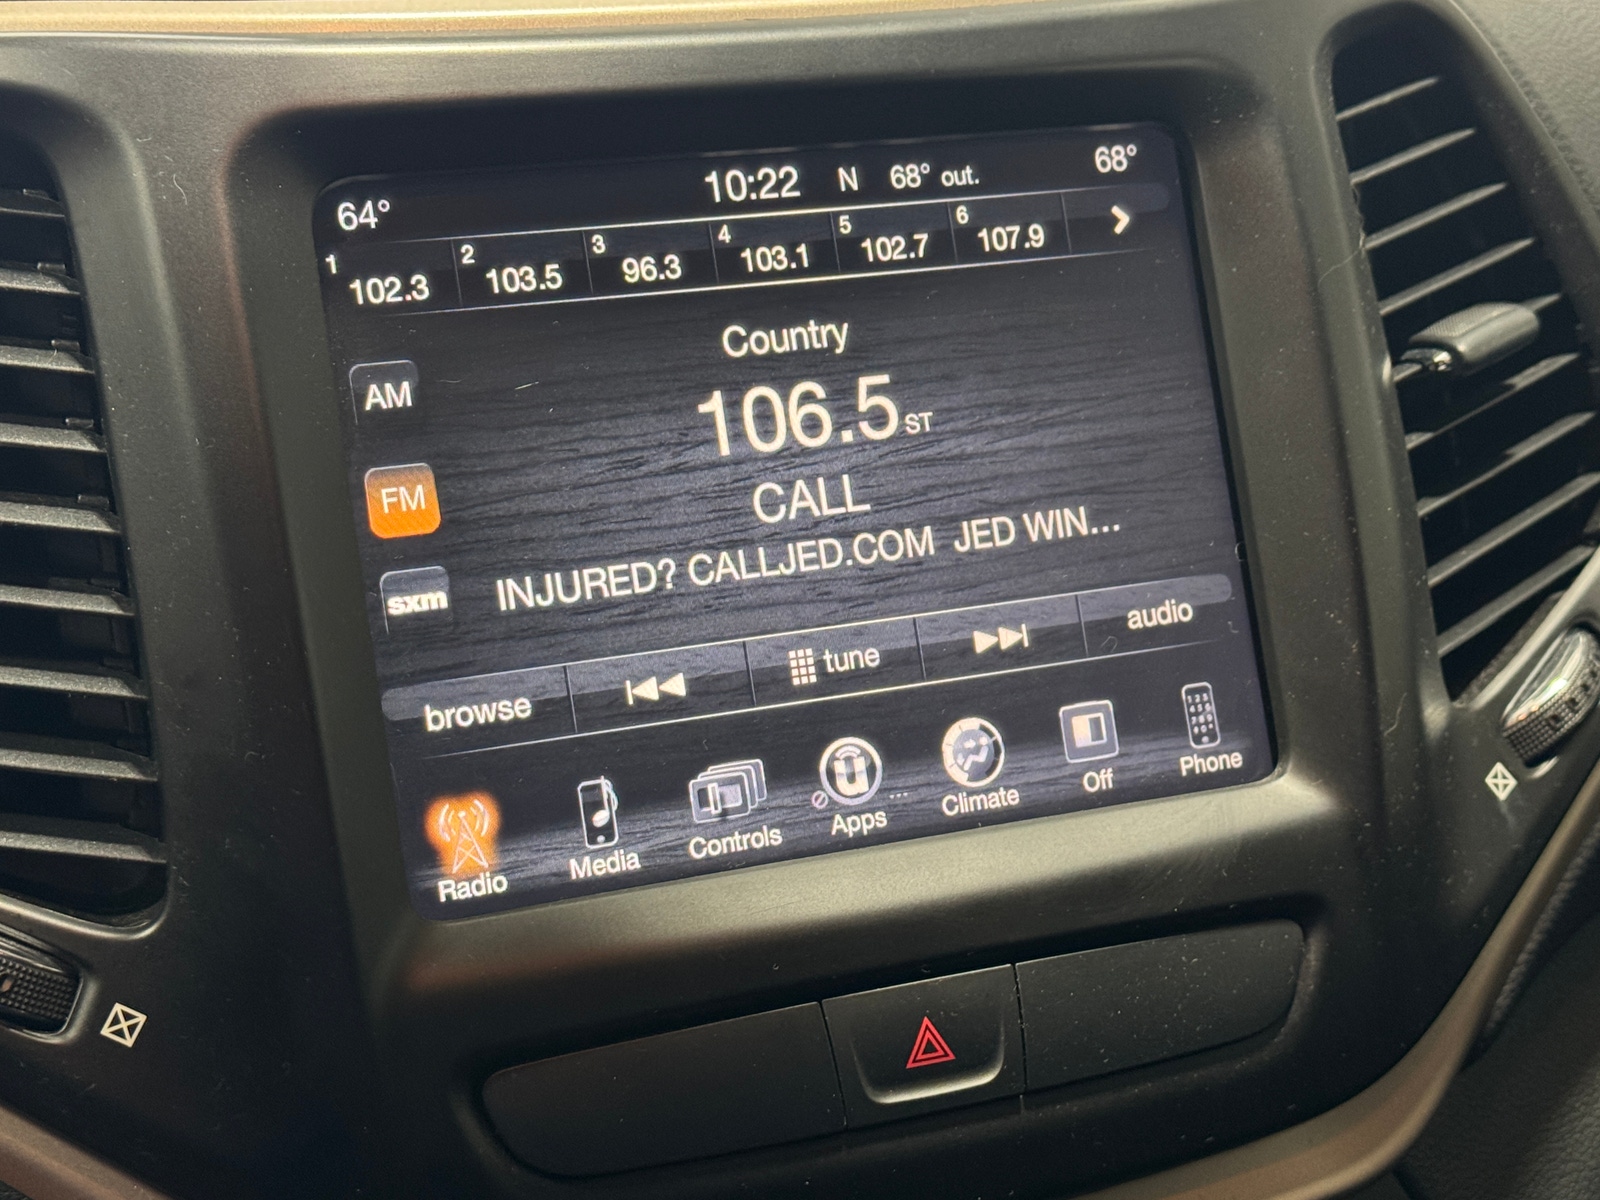 64° 10:22 N 68° out. 68°
1 102.3 2 103.5 3 96.3 4 103.1 5 102.7 6 107.9
Country
AM
106.5 ST
FM
CALL
INJURED? CALLJED.COM JED WIN...
sxm
browse tune audio
Radio Media Controls Apps ... Climate Off Phone